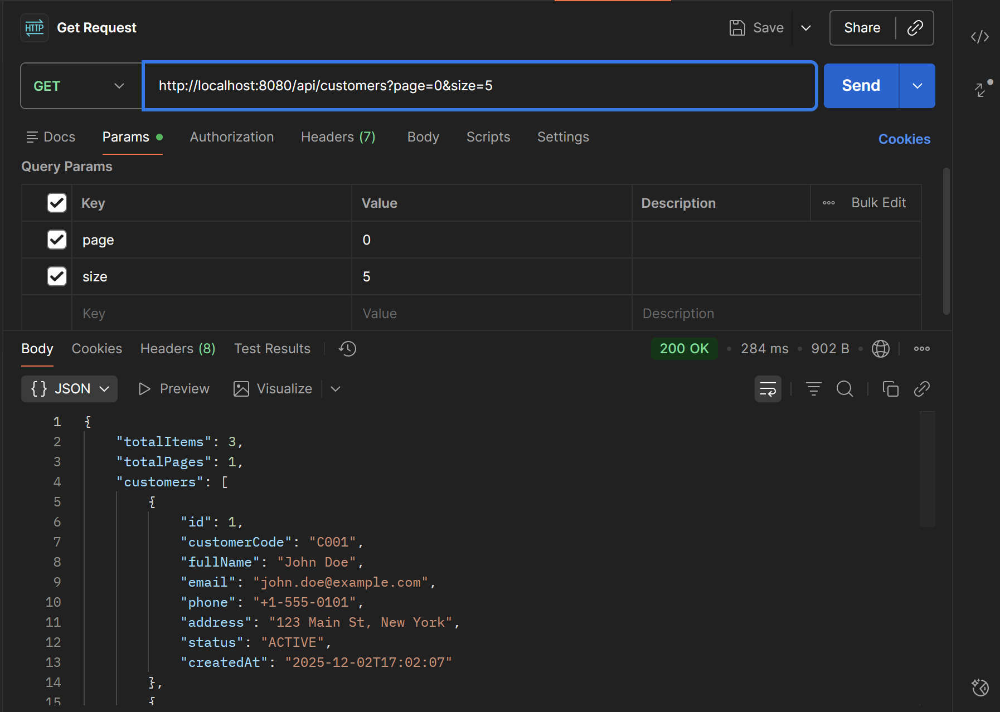 HTTP Get Request Save Share
GET http://localhost:8080/api/customers?page=0&size=5 Send
Docs Params Authorization Headers (7) Body Scripts Settings Cookies
Query Params
Key Value Description Bulk Edit
page 0
size 5
Key Value Description
Body Cookies Headers (8) Test Results 200 OK • 284 ms • 902 B
{} JSON Preview Visualize
1 {
2 "totalItems": 3,
3 "totalPages": 1,
4 "customers": [
5 {
6 "id": 1,
7 "customerCode": "C001",
8 "fullName": "John Doe",
9 "email": "john.doe@example.com",
10 "phone": "+1-555-0101",
11 "address": "123 Main St, New York",
12 "status": "ACTIVE",
13 "createdAt": "2025-12-02T17:02:07"
14 },
15 {